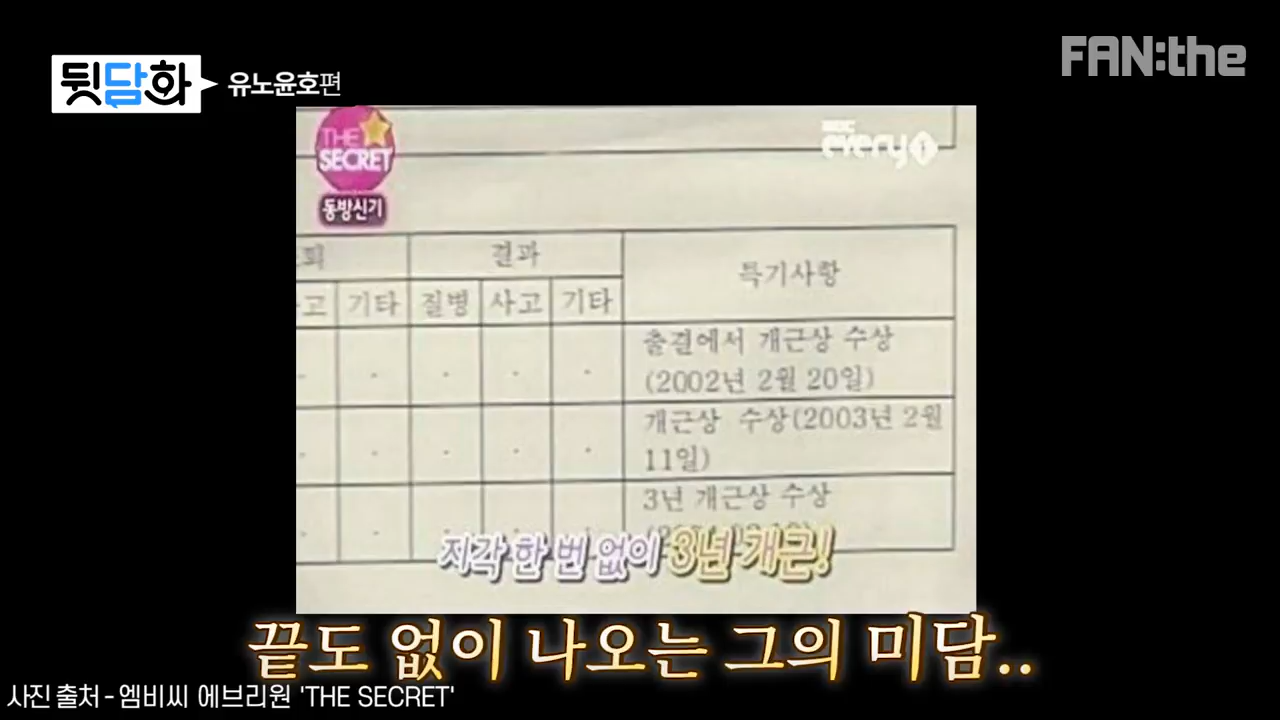 뒷담화 유노윤호편
FAN:the
THE
SECRET
동방신기
MBC
every1
결과
특기사항
기타 질병 사고 기타
출결에서 개근상 수상
(2002년 2월 20일)
개근상 수상(2003년 2월
11일)
3년 개근상 수상
지각 한 번 없이 3년 개근!
끝도 없이 나오는 그의 미담..
사진 출처 - 엠비씨 에브리원 'THE SECRET'